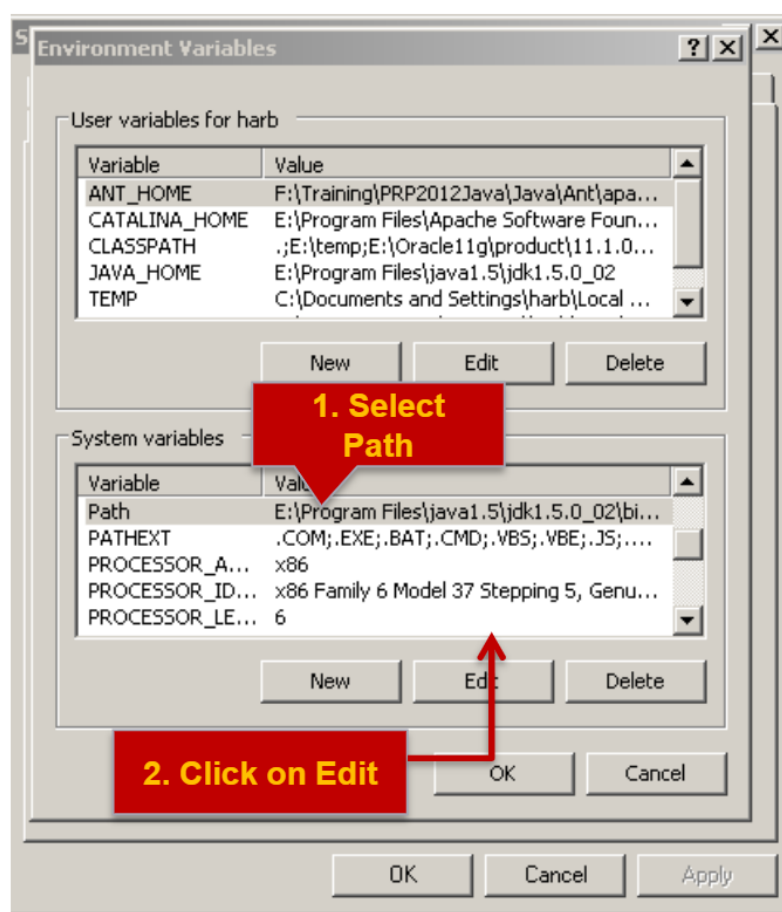 S
Environment Variables
User variables for harb
Variable Value
ANT_HOME F:\Training\PRP2012Java\Java\Ant\apa...
CATALINA_HOME E:\Program Files\Apache Software Foun...
CLASSPATH .;E:\temp;E:\Oracle11g\product\11.1.0...
JAVA_HOME E:\Program Files\java1.5\jdk1.5.0_02
TEMP C:\Documents and Settings\harb\Local ...
New Edit Delete
1. Select
Path
System variables
Variable Value
Path E:\Program Files\java1.5\jdk1.5.0_02\bi...
PATHEXT .COM;.EXE;.BAT;.CMD;.VBS;.VBE;.JS;....
PROCESSOR_A... x86
PROCESSOR_ID... x86 Family 6 Model 37 Stepping 5, Genu...
PROCESSOR_LE... 6
New Edit Delete
2. Click on Edit
OK Cancel
OK Cancel Apply